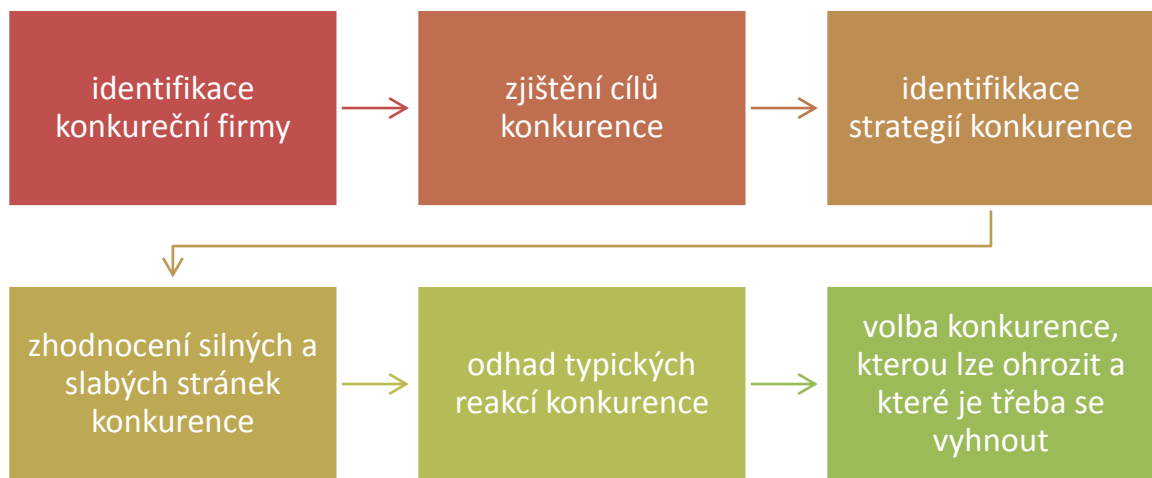 identifikace
konkureční firmy
zjištění cílů
konkurence
identifikkace
strategií konkurence
zhodnocení silných a
slabých stránek
konkurence
odhad typických
reakcí konkurence
volba konkurence,
kterou lze ohrozit a
které je třeba se
vyhnout